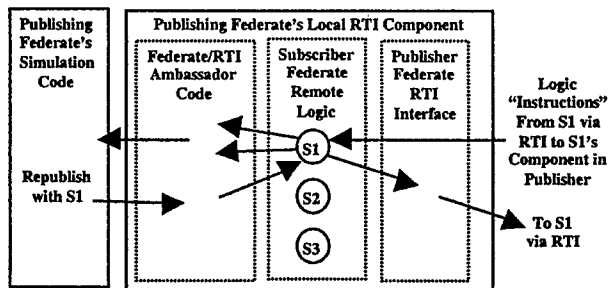 Publishing
Federate's
Simulation
Code
Republish
with S1
Publishing Federate's Local RTI Component
Federate/RTI
Ambassador
Code
Subscriber
Federate
Remote
Logic
S1
S2
S3
Publisher
Federate
RTI
Interface
Logic
"Instructions"
From S1 via
RTI to S1's
Component in
Publisher
To S1
via RTI